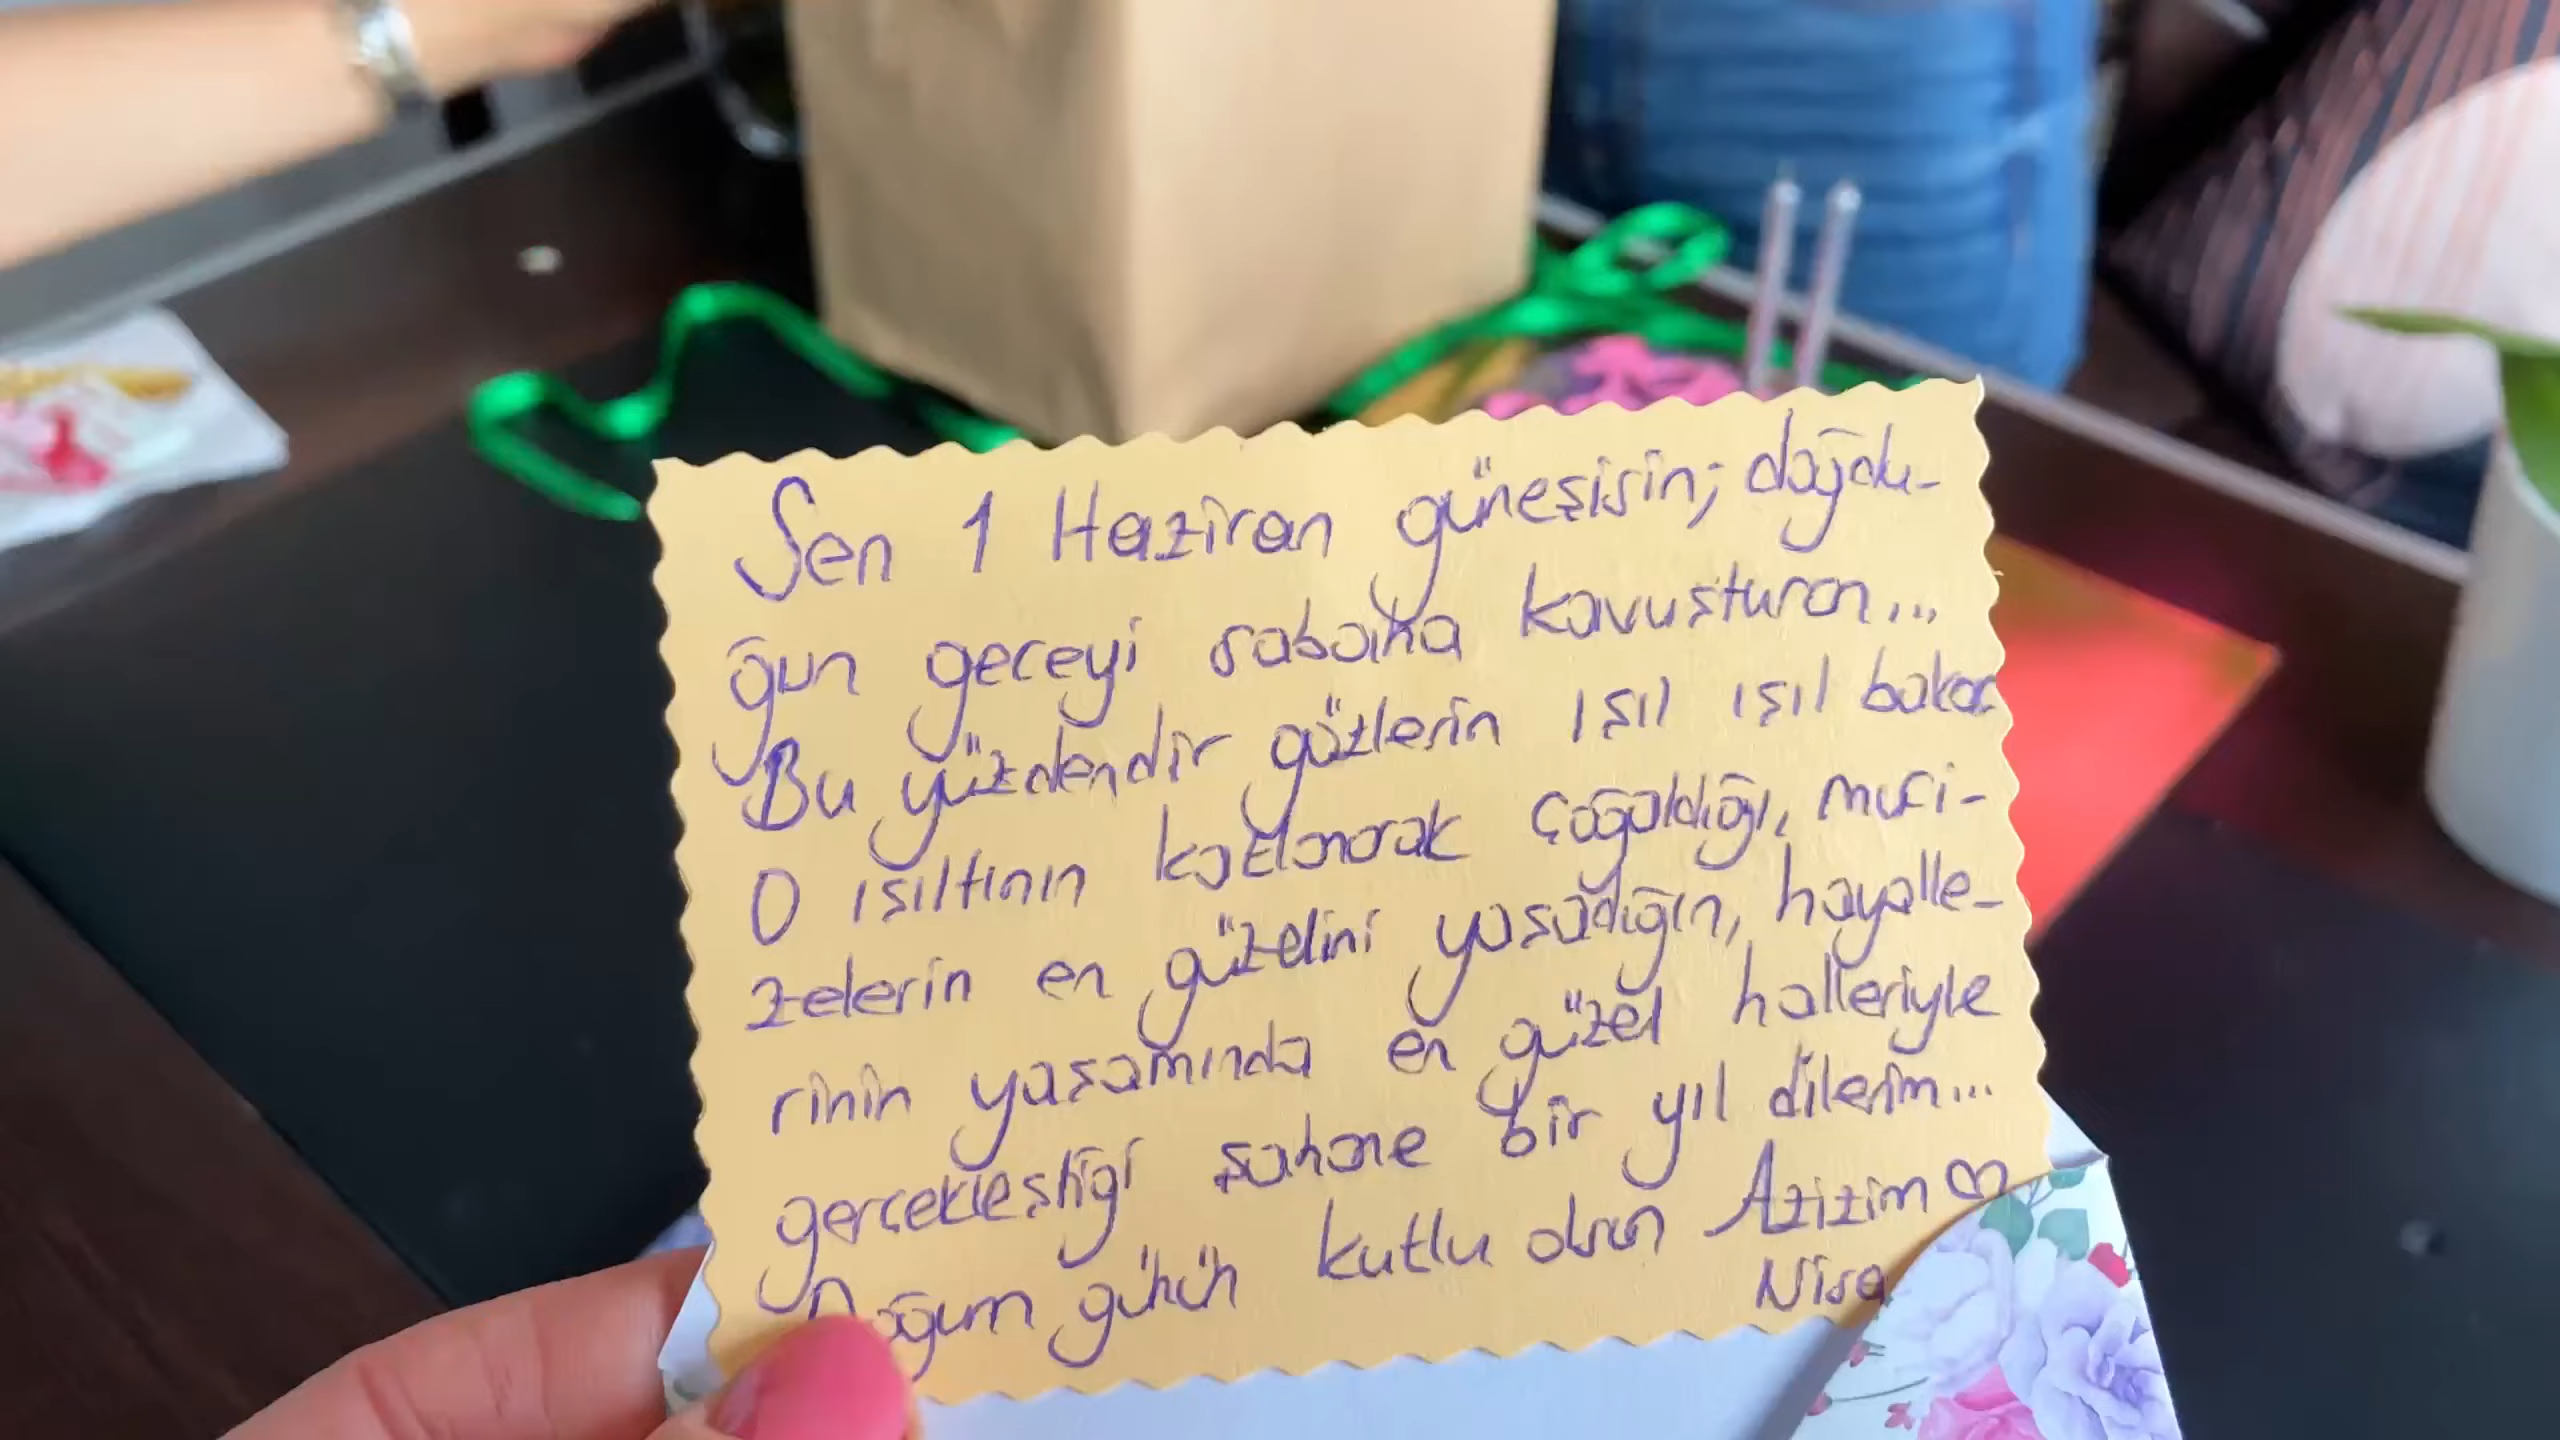 Sen 1 Haziran güneşisin; doğdu-
ğun geceyi sabaha kavuşturan...
Bu yüzdendir gözlerin ışıl ışıl bakar
O ışıltının katlanarak çoğaldığı, muci-
zelerin en güzelini yaşadığın, hayalle-
rinin yaşamında en güzel halleriyle
gerçekleştiği şahane bir yıl dilerim...
Doğum günün kutlu olsun Azizim ♡
Nisa